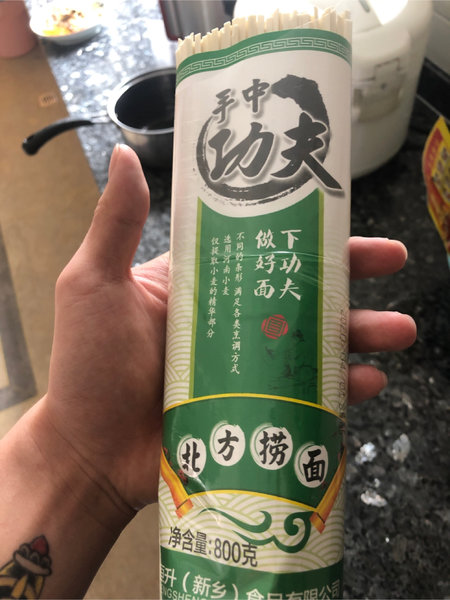 手中
功夫
下功夫
做好面
不同的条形 满足各类烹调方式
选用河南小麦
仅提取小麦的精华部分
北方捞面
净含量:800克
升（新乡）食品有限公司